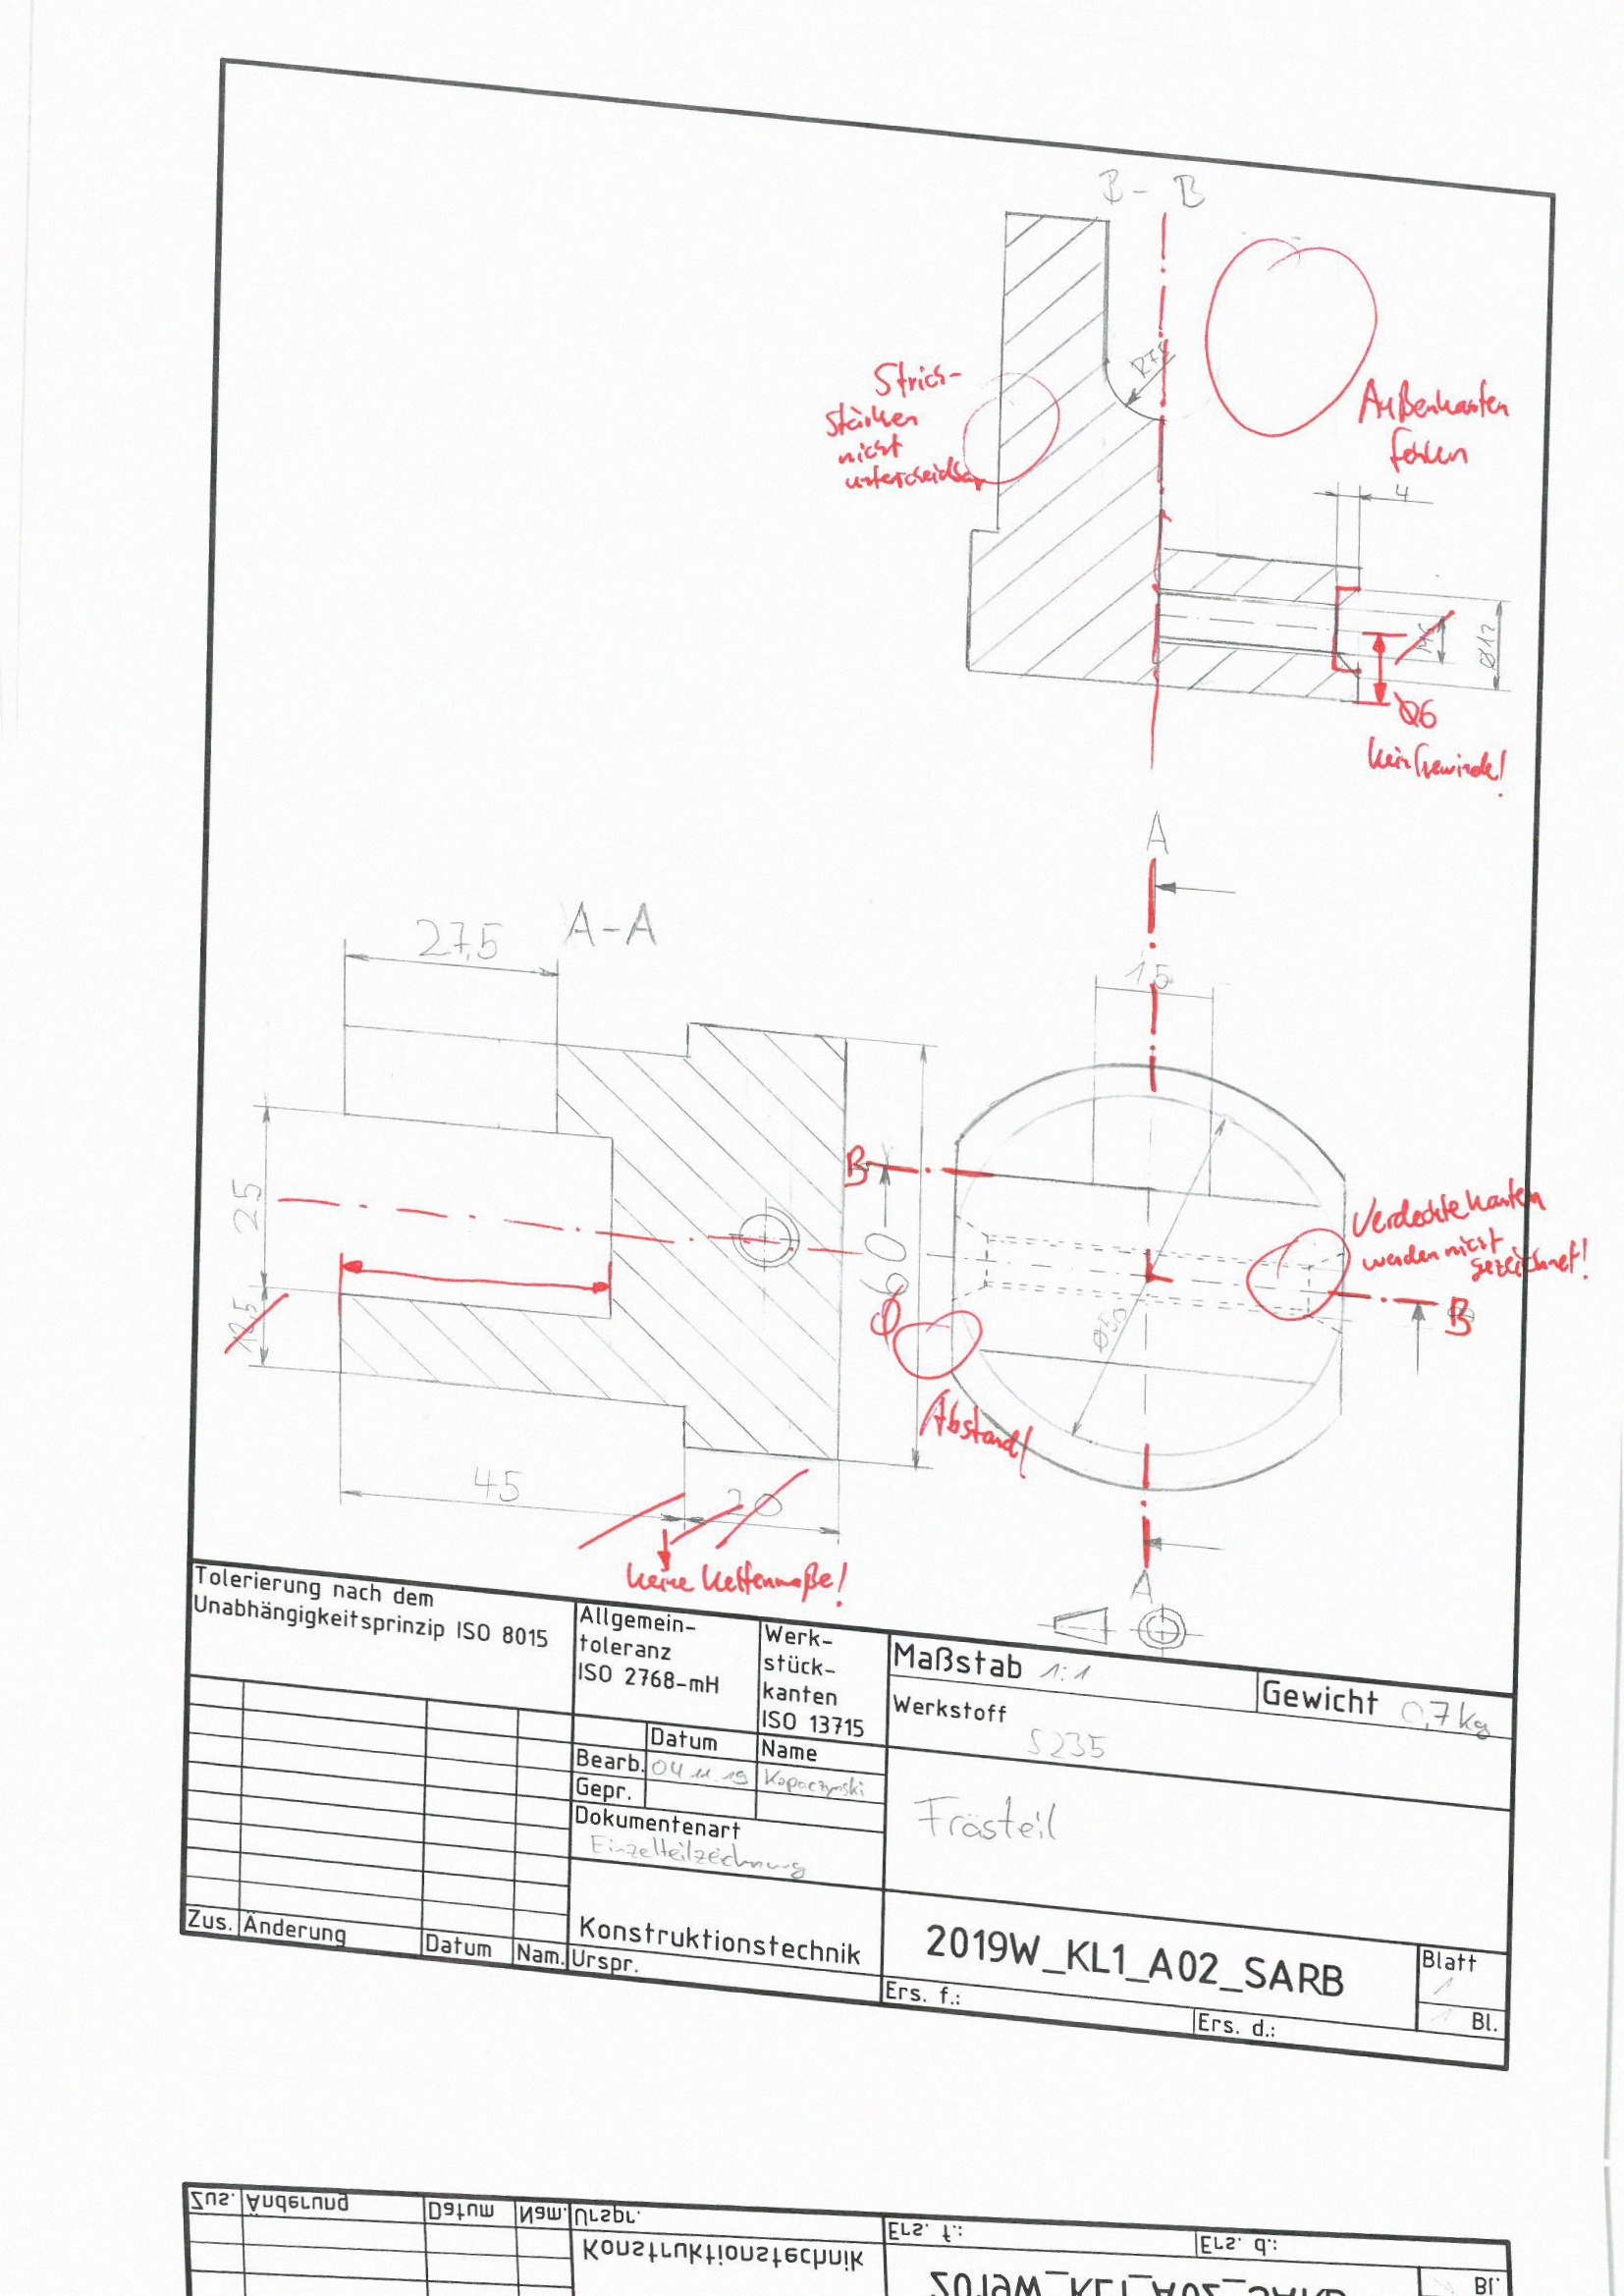 B - B
Strich-
stärken
nicht
unterscheidbar
Außenkanten
fehlen
4
Ø12
Ø6
kein Gewinde!
A
A-A
27,5
15
25
B
60
Ø
Ø50
Verdeckte Kanten
werden nicht
gezeichnet!
B
12,5
Abstand!
45
20
keine Kettenmaße!
A
Tolerierung nach dem
Unabhängigkeitsprinzip ISO 8015
Allgemein-
toleranz
ISO 2768-mH
Werk-
stück-
kanten
ISO 13715
Maßstab 1:1
Gewicht 0,7kg
Werkstoff
S235
Datum
Name
Bearb. 04.11.19
Gepr.
Dokumentenart
Einzelteilzeichnung
Frästeil
Konstruktionstechnik
2019W_KL1_A02_SARB
Blatt
1
1 Bl.
Zus. Änderung Datum Nam. Urspr.
Ers. f.:
Ers. d.:
Zus. Änderung Datum Nam. Urspr.
Ers. f.:
Ers. d.:
Konstruktionstechnik
2019W_KL1_A02_SARB
Bl.